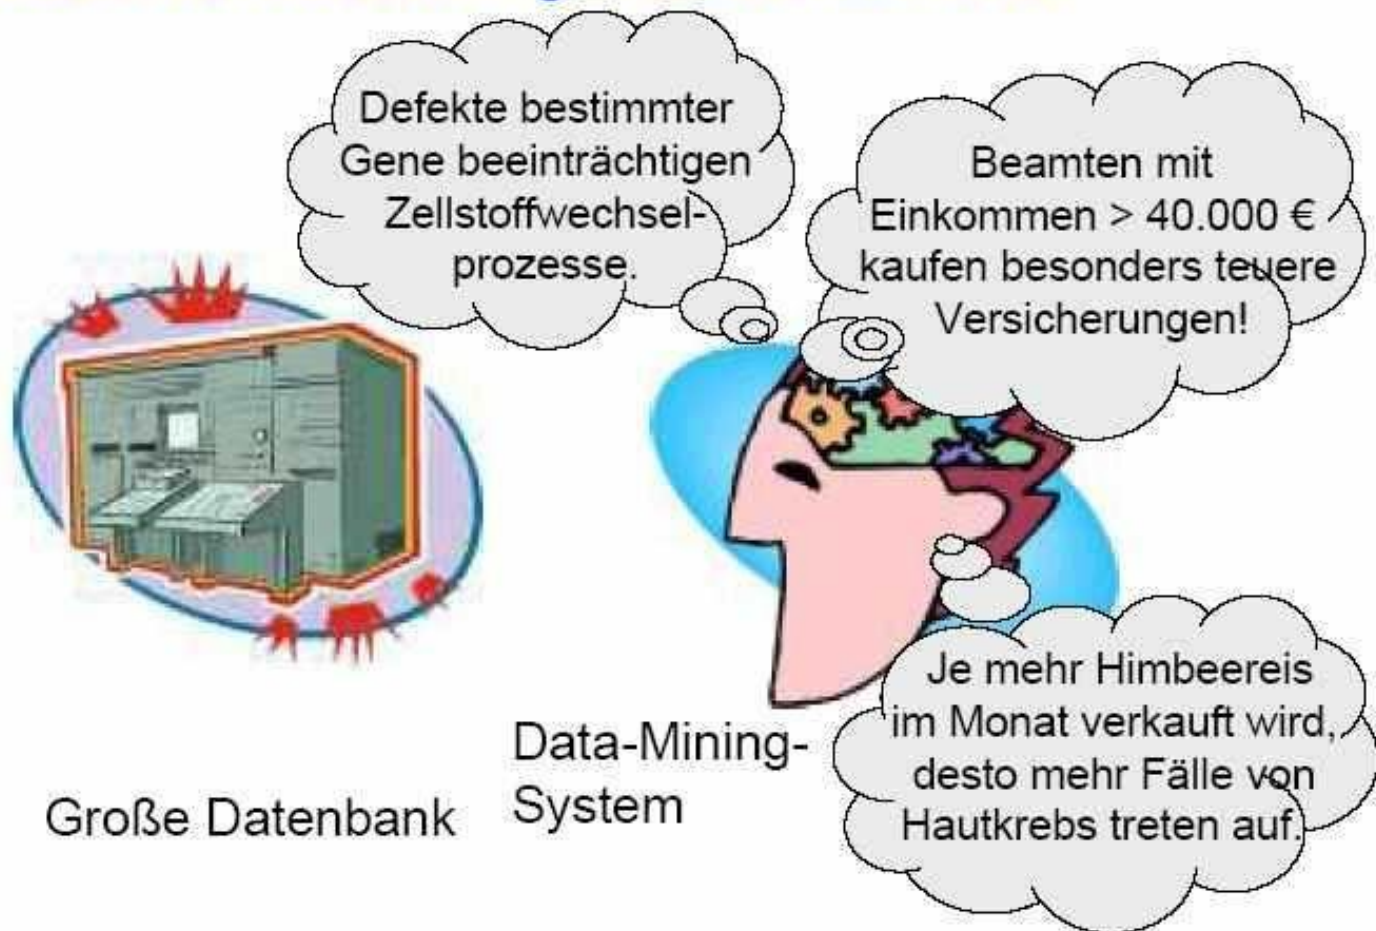 Defekte bestimmter
Gene beeinträchtigen
Zellstoffwechsel-
prozesse.
Beamten mit
Einkommen > 40.000 €
kaufen besonders teuere
Versicherungen!
Je mehr Himbeereis
im Monat verkauft wird,
desto mehr Fälle von
Hautkrebs treten auf.
Data-Mining-
System
Große Datenbank